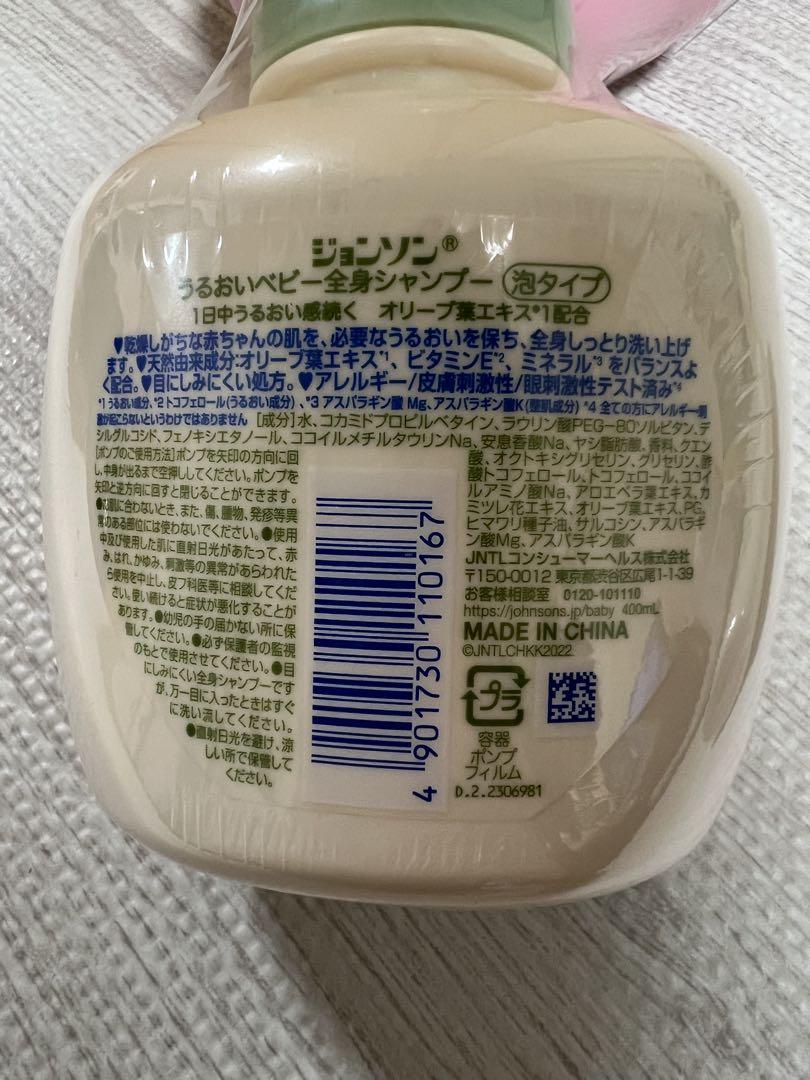 ジョンソン®
うるおいベビー全身シャンプー 泡タイプ
1日中うるおい感続く オリーブ葉エキス*1配合
♥乾燥しがちな赤ちゃんの肌を、必要なうるおいを保ち、全身しっとり洗い上げ
ます。♥天然由来成分:オリーブ葉エキス*1、ビタミンE*2、ミネラル*3をバランスよ
く配合。♥目にしみにくい処方。♥アレルギー/皮膚刺激性/眼刺激性テスト済み*4
*1 うるおい成分、*2 トコフェロール(うるおい成分)、*3 アスパラギン酸 Mg、アスパラギン酸K(整肌成分) *4 全ての方にアレルギー・刺
激が起こらないというわけではありません [成分]水、コカミドプロピルベタイン、ラウリン酸PEG-80ソルビタン、デ
シルグルコシド、フェノキシエタノール、ココイルメチルタウリンNa、安息香酸Na、ヤシ脂肪酸、香料、クエン
酸、オクトキシグリセリン、グリセリン、酢
酸トコフェロール、トコフェロール、ココイ
ルアミノ酸Na、アロエベラ葉エキス、カ
ミツレ花エキス、オリーブ葉エキス、PG、
ヒマワリ種子油、サルコシン、アスパラギ
ン酸Mg、アスパラギン酸K
[ポンプのご使用方法]ポンプを矢印の方向に回
し、中身が出るまで空押ししてください。ポンプを
矢印と逆方向に回すと閉じることができます。
●お肌に合わないとき、また、傷、腫物、発疹等異
常のある部位には使わないでください。●使用
中及び使用した肌に直射日光があたって、赤
み、はれ、かゆみ、刺激等の異常があらわれた
ら使用を中止し、皮フ科医等に相談してくだ
さい。使い続けると症状が悪化することが
あります。●幼児の手の届かない所に保
管してください。●必ず保護者の監視
のもとで使用させてください。●目
にしみにくい全身シャンプーです
が、万一目に入ったときはすぐ
に洗い流してください。
●直射日光を避け、涼
しい所で保管して
ください。
4 901730 110167
JNTLコンシューマーヘルス株式会社
〒150-0012 東京都渋谷区広尾1-1-39
お客様相談室 0120-101110
https://johnsons.jp/baby 400mL
MADE IN CHINA
©JNTLCHKK2022
プラ
容器
ポンプ
フィルム
D.2.2306981